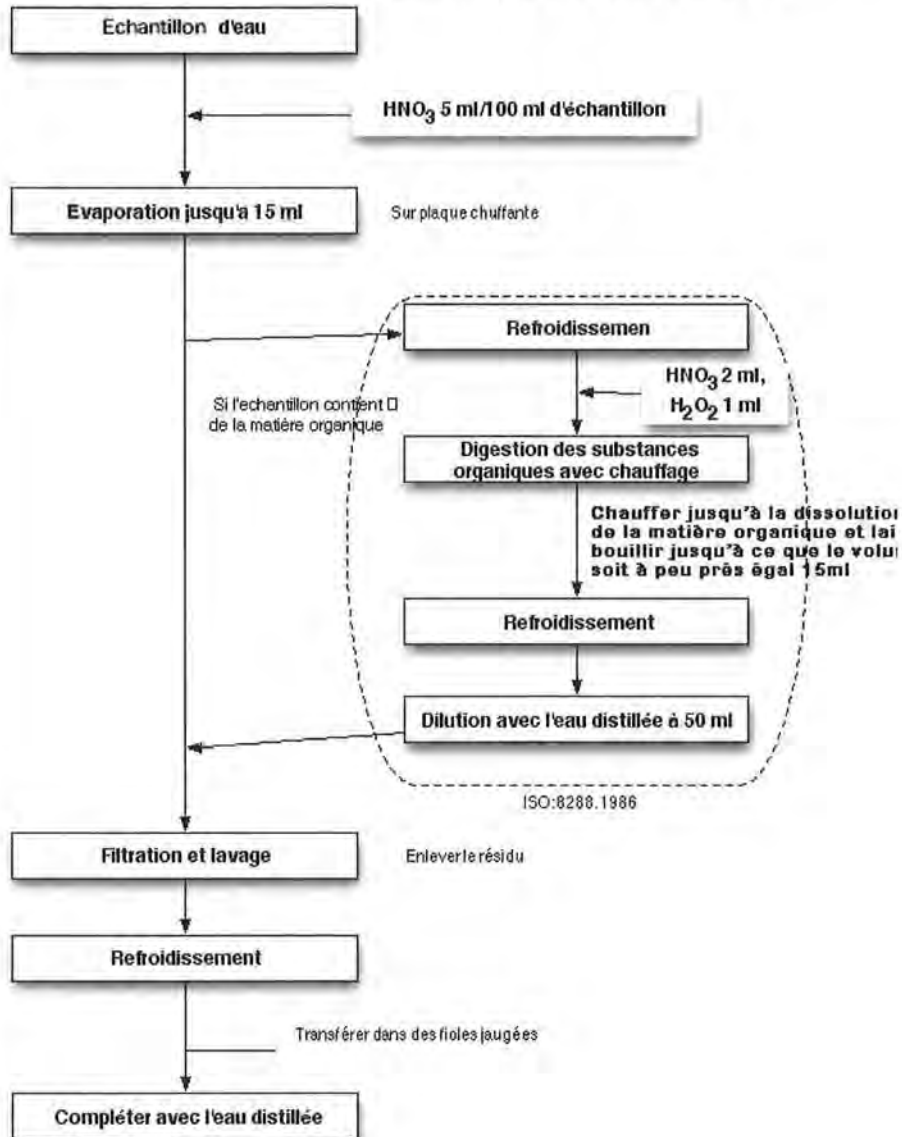 Echantillon d'eau
HNO3 5 ml/100 ml d'échantillon
Evaporation jusqu'a 15 ml
Sur plaque chuffante
Refroidissemen
HNO3 2 ml,
H2O2 1 ml
Si l'echantillon contient □
de la matière organique
Digestion des substances
organiques avec chauffage
Chauffer jusqu'à la dissolution
de la matière organique et lai
bouillir jusqu'à ce que le volu
soit à peu près égal 15ml
Refroidissement
Dilution avec l'eau distillée à 50 ml
ISO:8288.1986
Filtration et lavage
Enlever le résidu
Refroidissement
Transférer dans des fioles jaugées
Compléter avec l'eau distillée